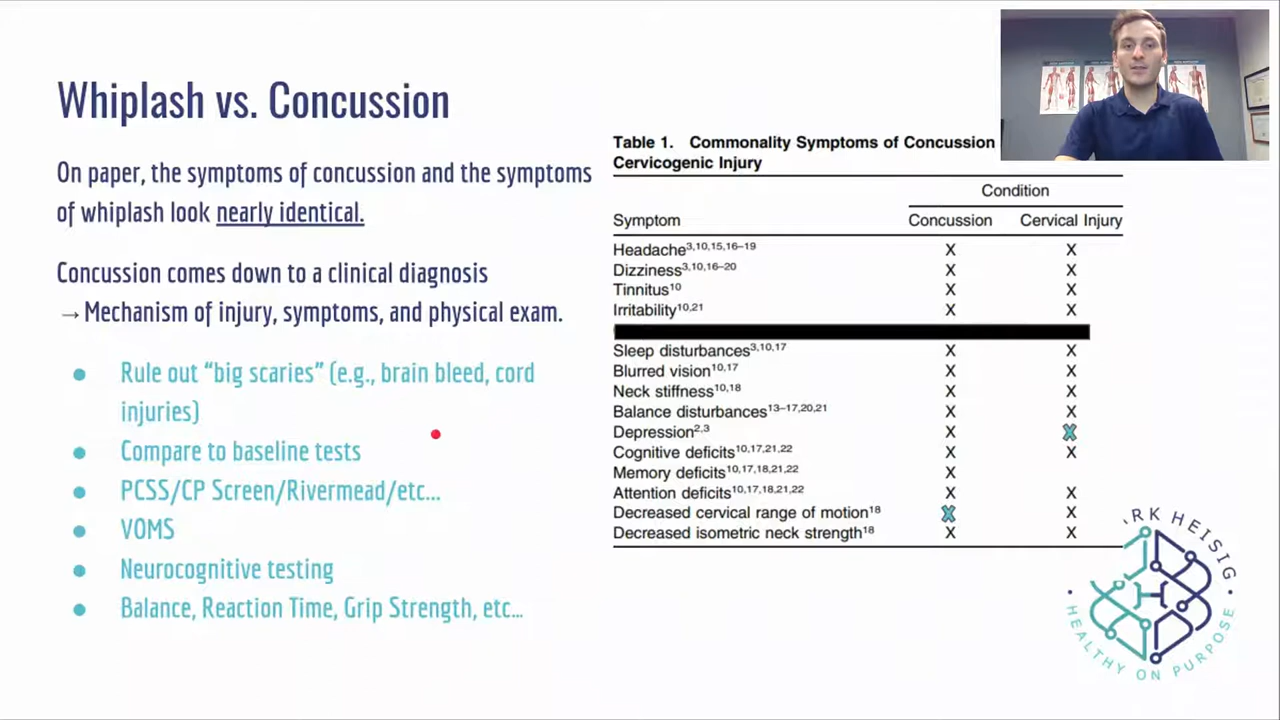 Whiplash vs. Concussion
On paper, the symptoms of concussion and the symptoms
of whiplash look nearly identical.
Concussion comes down to a clinical diagnosis
→Mechanism of injury, symptoms, and physical exam.
● Rule out “big scaries” (e.g., brain bleed, cord
injuries)
● Compare to baseline tests
● PCSS/CP Screen/Rivermead/etc...
● VOMS
● Neurocognitive testing
● Balance, Reaction Time, Grip Strength, etc...
Table 1. Commonality Symptoms of Concussion
Cervicogenic Injury
Condition
Symptom Concussion Cervical Injury
Headache3,10,15,16–19 X X
Dizziness3,10,16–20 X X
Tinnitus10 X X
Irritability10,21 X X
Sleep disturbances3,10,17 X X
Blurred vision10,17 X X
Neck stiffness10,18 X X
Balance disturbances13–17,20,21 X X
Depression2,3 X X
Cognitive deficits10,17,21,22 X X
Memory deficits10,17,18,21,22 X
Attention deficits10,17,18,21,22 X X
Decreased cervical range of motion18 X X
Decreased isometric neck strength18 X X
RK HEISIG
• HEALTHY ON PURPOSE •